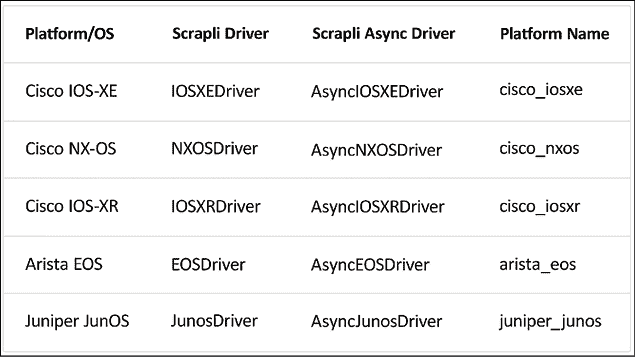 Platform/OS Scrapli Driver Scrapli Async Driver Platform Name
Cisco IOS-XE IOSXEDriver AsyncIOSXEDriver cisco_iosxe
Cisco NX-OS NXOSDriver AsyncNXOSDriver cisco_nxos
Cisco IOS-XR IOSXRDriver AsyncIOSXRDriver cisco_iosxr
Arista EOS EOSDriver AsyncEOSDriver arista_eos
Juniper JunOS JunosDriver AsyncJunosDriver juniper_junos